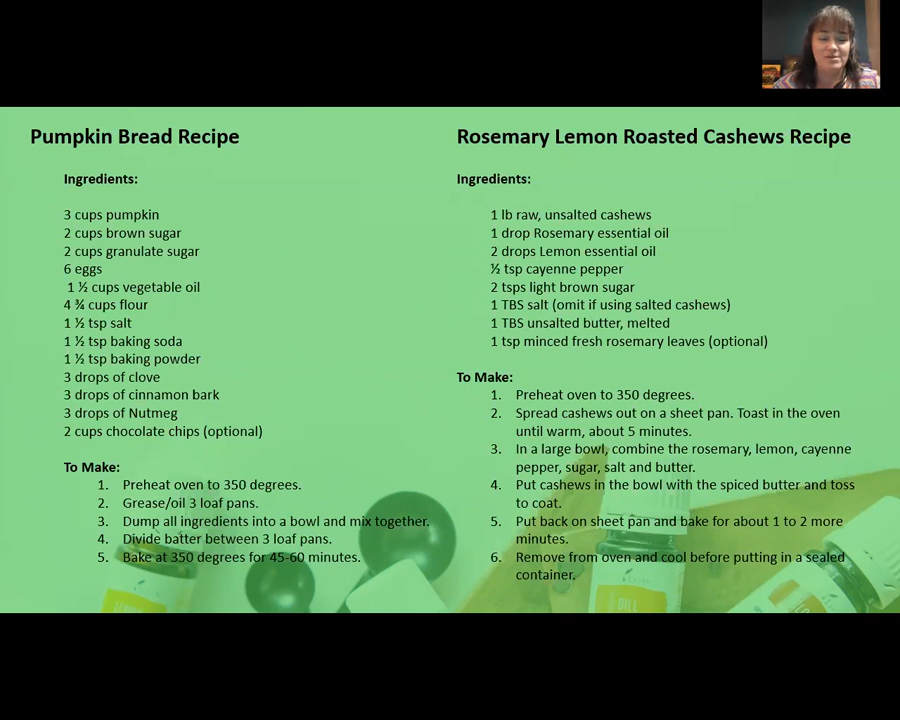 Pumpkin Bread Recipe
Ingredients:
3 cups pumpkin
2 cups brown sugar
2 cups granulate sugar
6 eggs
1 ½ cups vegetable oil
4 ¾ cups flour
1 ½ tsp salt
1 ½ tsp baking soda
1 ½ tsp baking powder
3 drops of clove
3 drops of cinnamon bark
3 drops of Nutmeg
2 cups chocolate chips (optional)
To Make:
1. Preheat oven to 350 degrees.
2. Grease/oil 3 loaf pans.
3. Dump all ingredients into a bowl and mix together.
4. Divide batter between 3 loaf pans.
5. Bake at 350 degrees for 45-60 minutes.
Rosemary Lemon Roasted Cashews Recipe
Ingredients:
1 lb raw, unsalted cashews
1 drop Rosemary essential oil
2 drops Lemon essential oil
½ tsp cayenne pepper
2 tsps light brown sugar
1 TBS salt (omit if using salted cashews)
1 TBS unsalted butter, melted
1 tsp minced fresh rosemary leaves (optional)
To Make:
1. Preheat oven to 350 degrees.
2. Spread cashews out on a sheet pan. Toast in the oven
until warm, about 5 minutes.
3. In a large bowl, combine the rosemary, lemon, cayenne
pepper, sugar, salt and butter.
4. Put cashews in the bowl with the spiced butter and toss
to coat.
5. Put back on sheet pan and bake for about 1 to 2 more
minutes.
6. Remove from oven and cool before putting in a sealed
container.
DILL